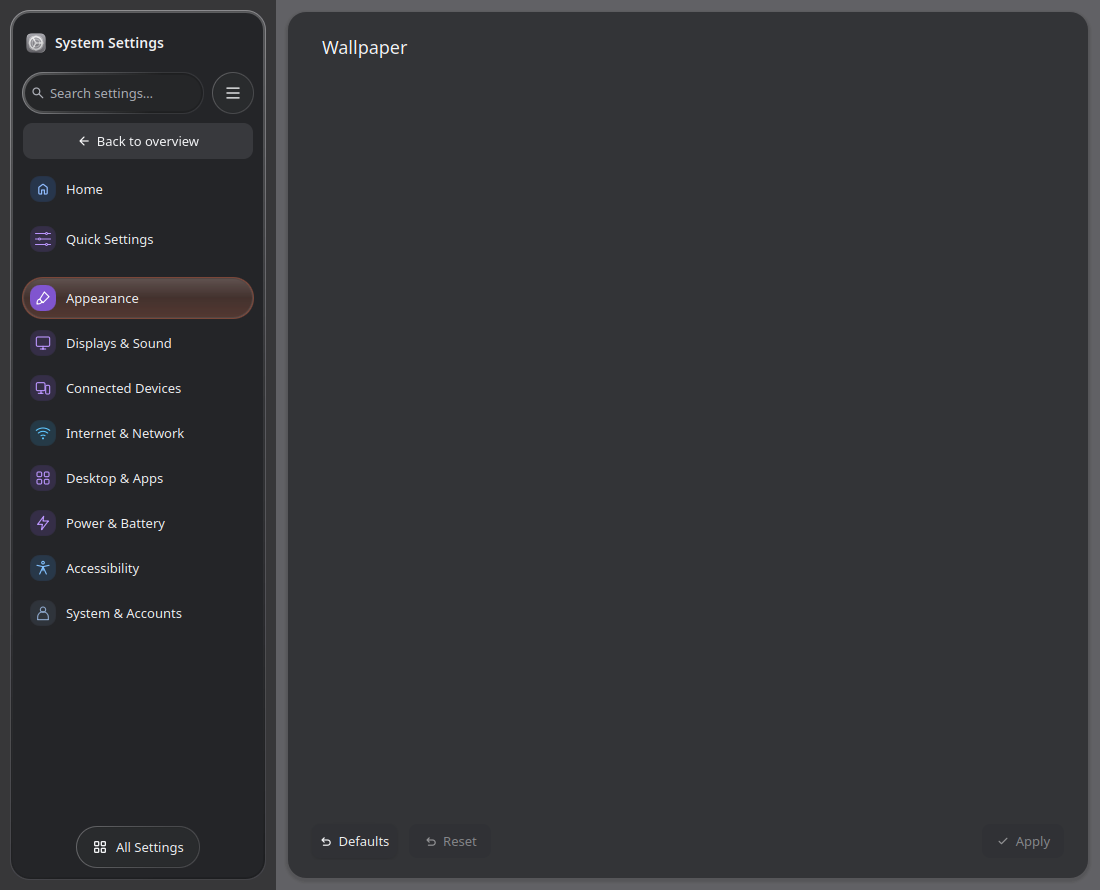 System Settings
Search settings...
Back to overview
Home
Quick Settings
Appearance
Displays & Sound
Connected Devices
Internet & Network
Desktop & Apps
Power & Battery
Accessibility
System & Accounts
All Settings
Wallpaper
Defaults
Reset
Apply